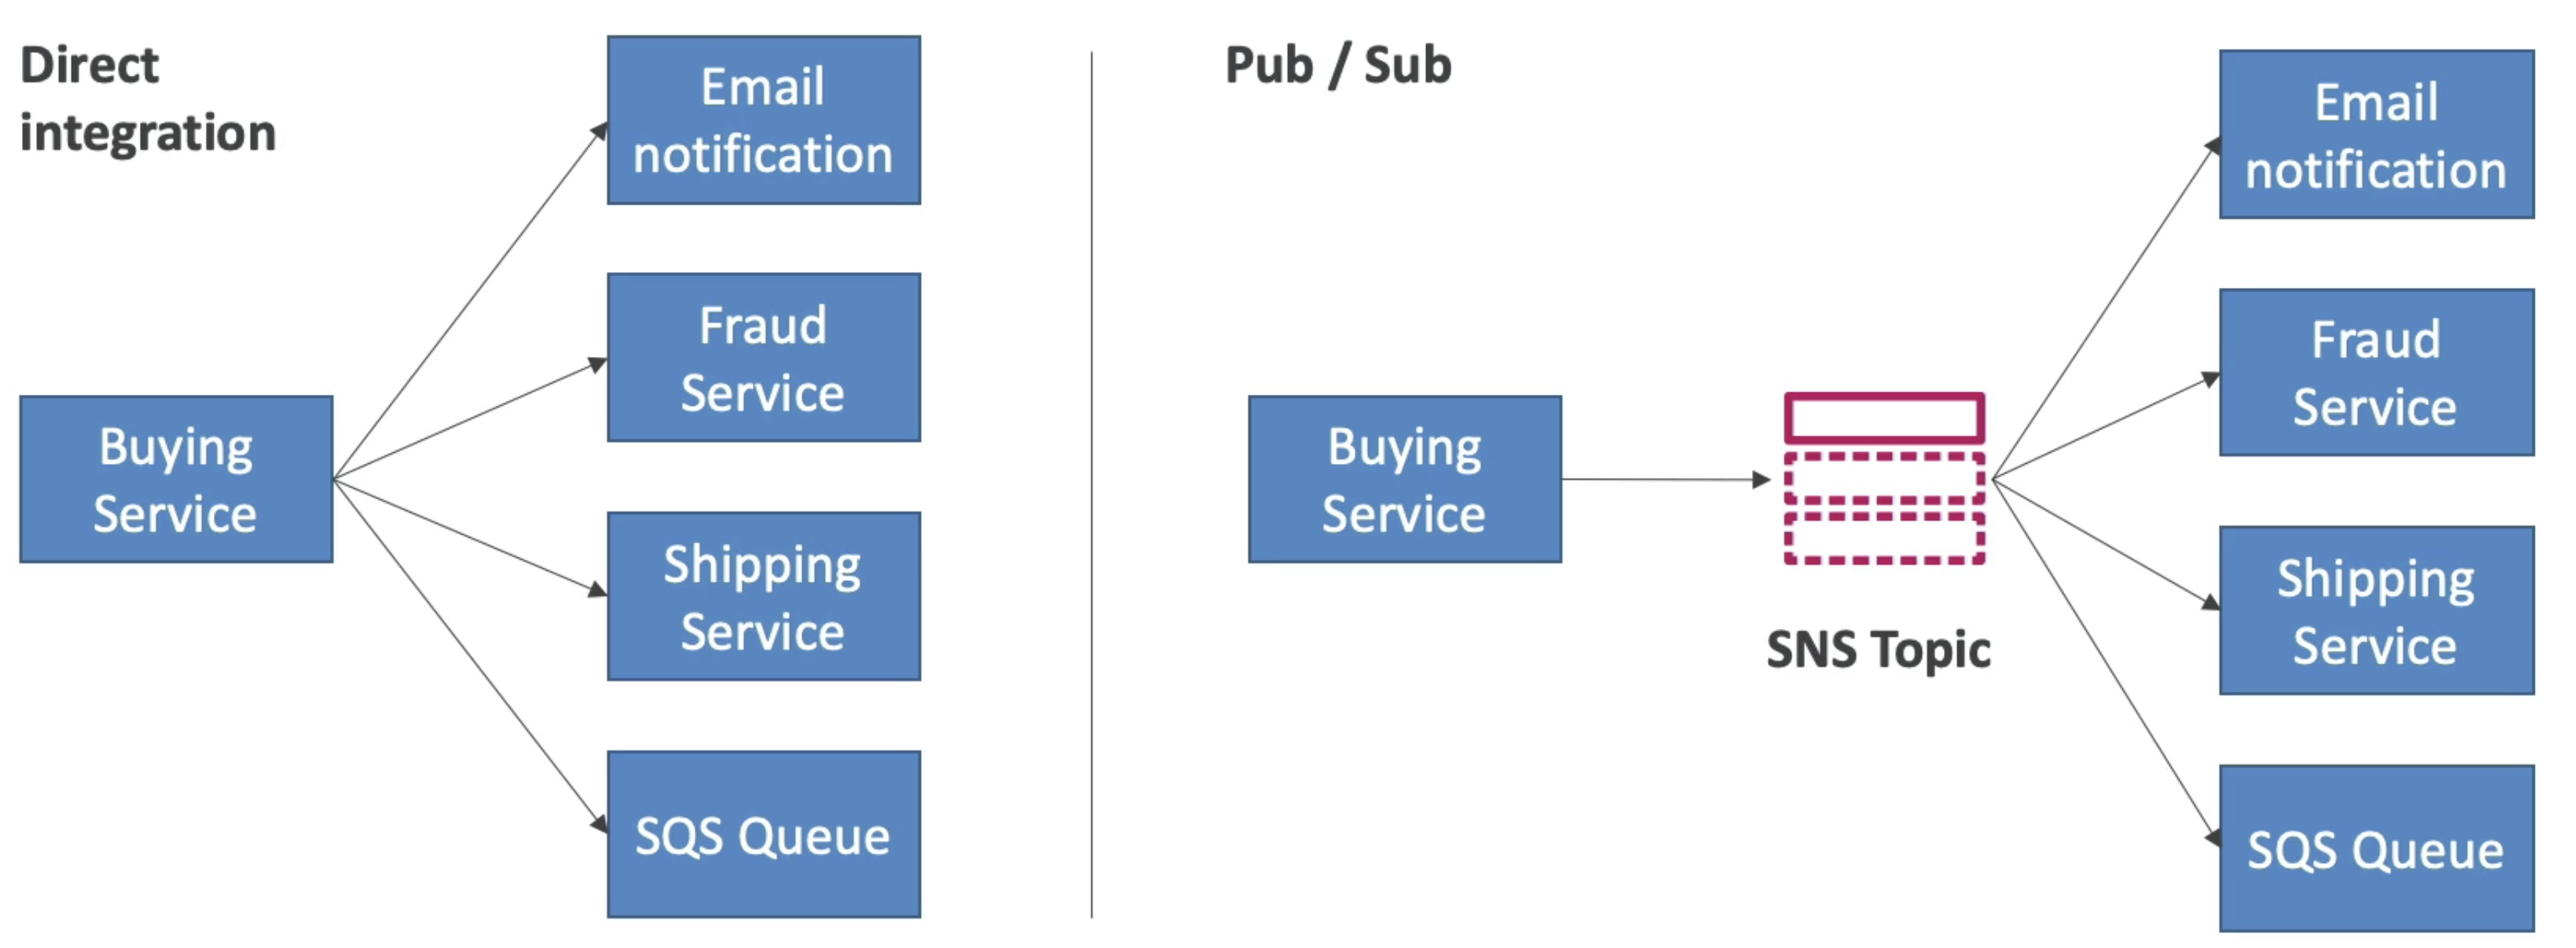 Direct
integration
Buying
Service
Email
notification
Fraud
Service
Shipping
Service
SQS Queue
Pub / Sub
Buying
Service
SNS Topic
Email
notification
Fraud
Service
Shipping
Service
SQS Queue